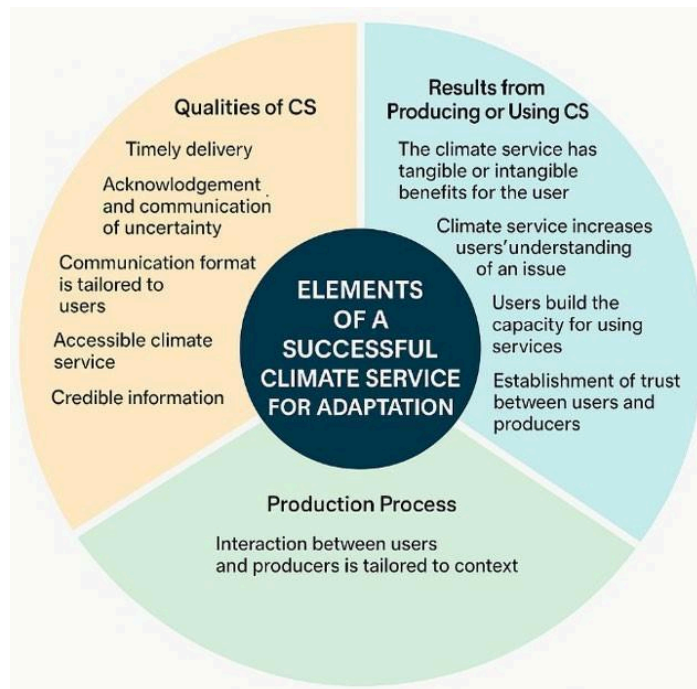 Qualities of CS
Timely delivery
Acknowlodgement
and communication
of uncertainty
Communication format
is tailored to
users
Accessible climate
service
Credible information
Results from
Producing or Using CS
The climate service has
tangible or intangible
benefits for the user
Climate service increases
users'understanding
of an issue
Users build the
capacity for using
services
Establishment of trust
between users and
producers
ELEMENTS
OF A
SUCCESSFUL
CLIMATE SERVICE
FOR ADAPTATION
Production Process
Interaction between users
and producers is tailored to context